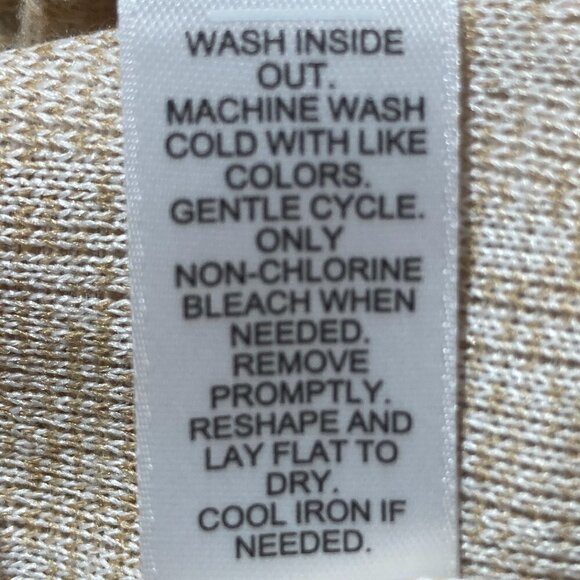 WASH INSIDE
OUT.
MACHINE WASH
COLD WITH LIKE
COLORS.
GENTLE CYCLE.
ONLY
NON-CHLORINE
BLEACH WHEN
NEEDED.
REMOVE
PROMPTLY.
RESHAPE AND
LAY FLAT TO
DRY.
COOL IRON IF
NEEDED.